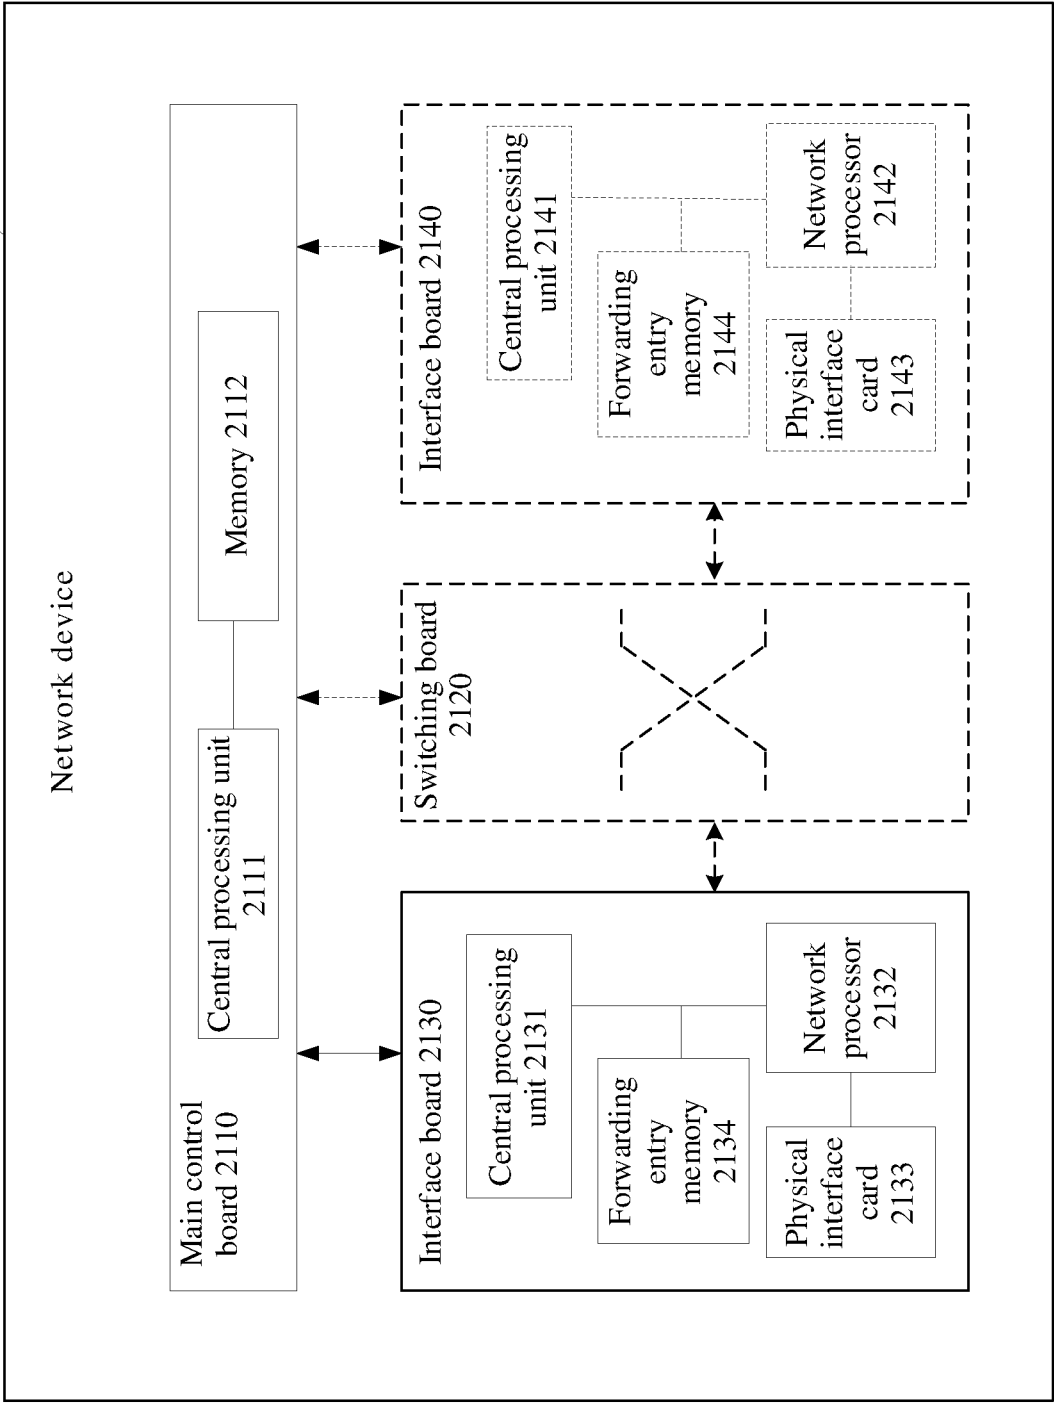 Network device
Main control
board 2110
Central processing unit
2111
Memory 2112
Interface board 2130
Central processing
unit 2131
Forwarding
entry
memory
2134
Physical
interface
card
2133
Network
processor
2132
Switching board
2120
Interface board 2140
Central processing
unit 2141
Forwarding
entry
memory
2144
Physical
interface
card
2143
Network
processor
2142